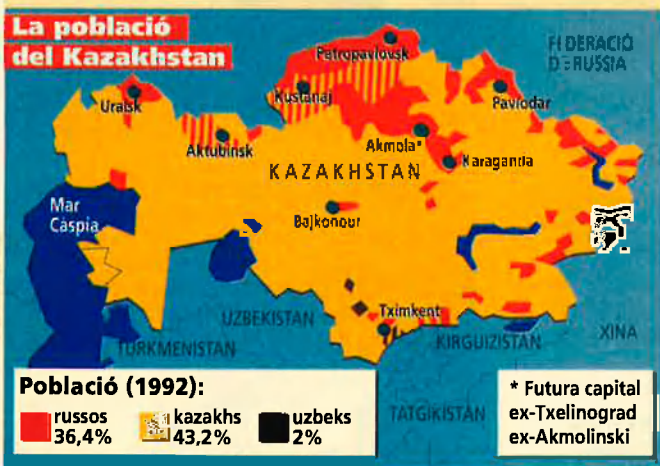 La població
del Kazakhstan
FEDERACIÓ
DE RÚSSIA
Petropavlovsk
Kustanaj
Uralsk
Pavlodar
Aktubinsk
Akmola*
KAZAKHSTAN
Karaganda
Mar
Càspia
Bajkonour
Tximkent
UZBEKISTAN
TURKMENISTAN
KIRGUIZISTAN
XINA
TATGIKISTAN
Població (1992):
russos
36,4%
kazakhs
43,2%
uzbeks
2%
* Futura capital
ex-Txelinograd
ex-Akmolinski